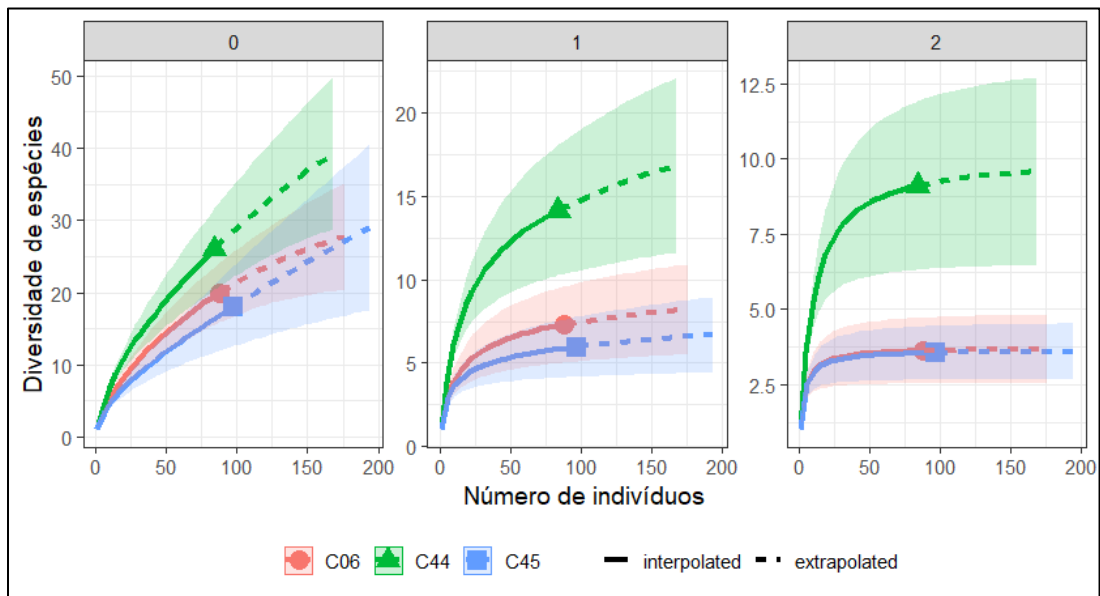 0 1 2
Diversidade de espécies
50 40 30 20 10 0
20 15 10 5 0
12.5 10.0 7.5 5.0 2.5
0 50 100 150 200 0 50 100 150 200 0 50 100 150 200
Número de indivíduos
C06 C44 C45 interpolated extrapolated